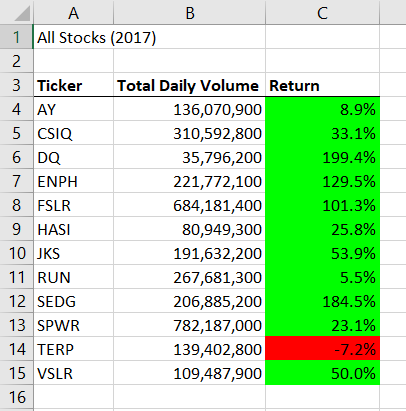 A B C
1 All Stocks (2017)
2
3 Ticker Total Daily Volume Return
4 AY 136,070,900 8.9%
5 CSIQ 310,592,800 33.1%
6 DQ 35,796,200 199.4%
7 ENPH 221,772,100 129.5%
8 FSLR 684,181,400 101.3%
9 HASI 80,949,300 25.8%
10 JKS 191,632,200 53.9%
11 RUN 267,681,300 5.5%
12 SEDG 206,885,200 184.5%
13 SPWR 782,187,000 23.1%
14 TERP 139,402,800 -7.2%
15 VSLR 109,487,900 50.0%
16